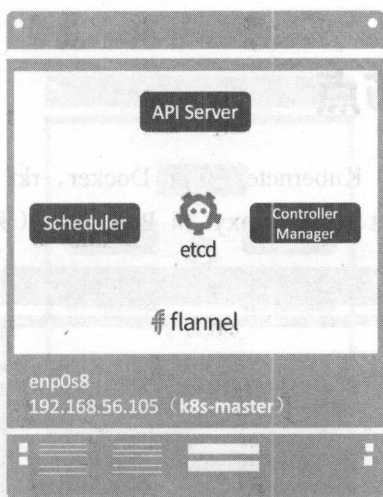 API Server
Scheduler
Controller
Manager
etcd
flannel
enp0s8
192.168.56.105（k8s-master）